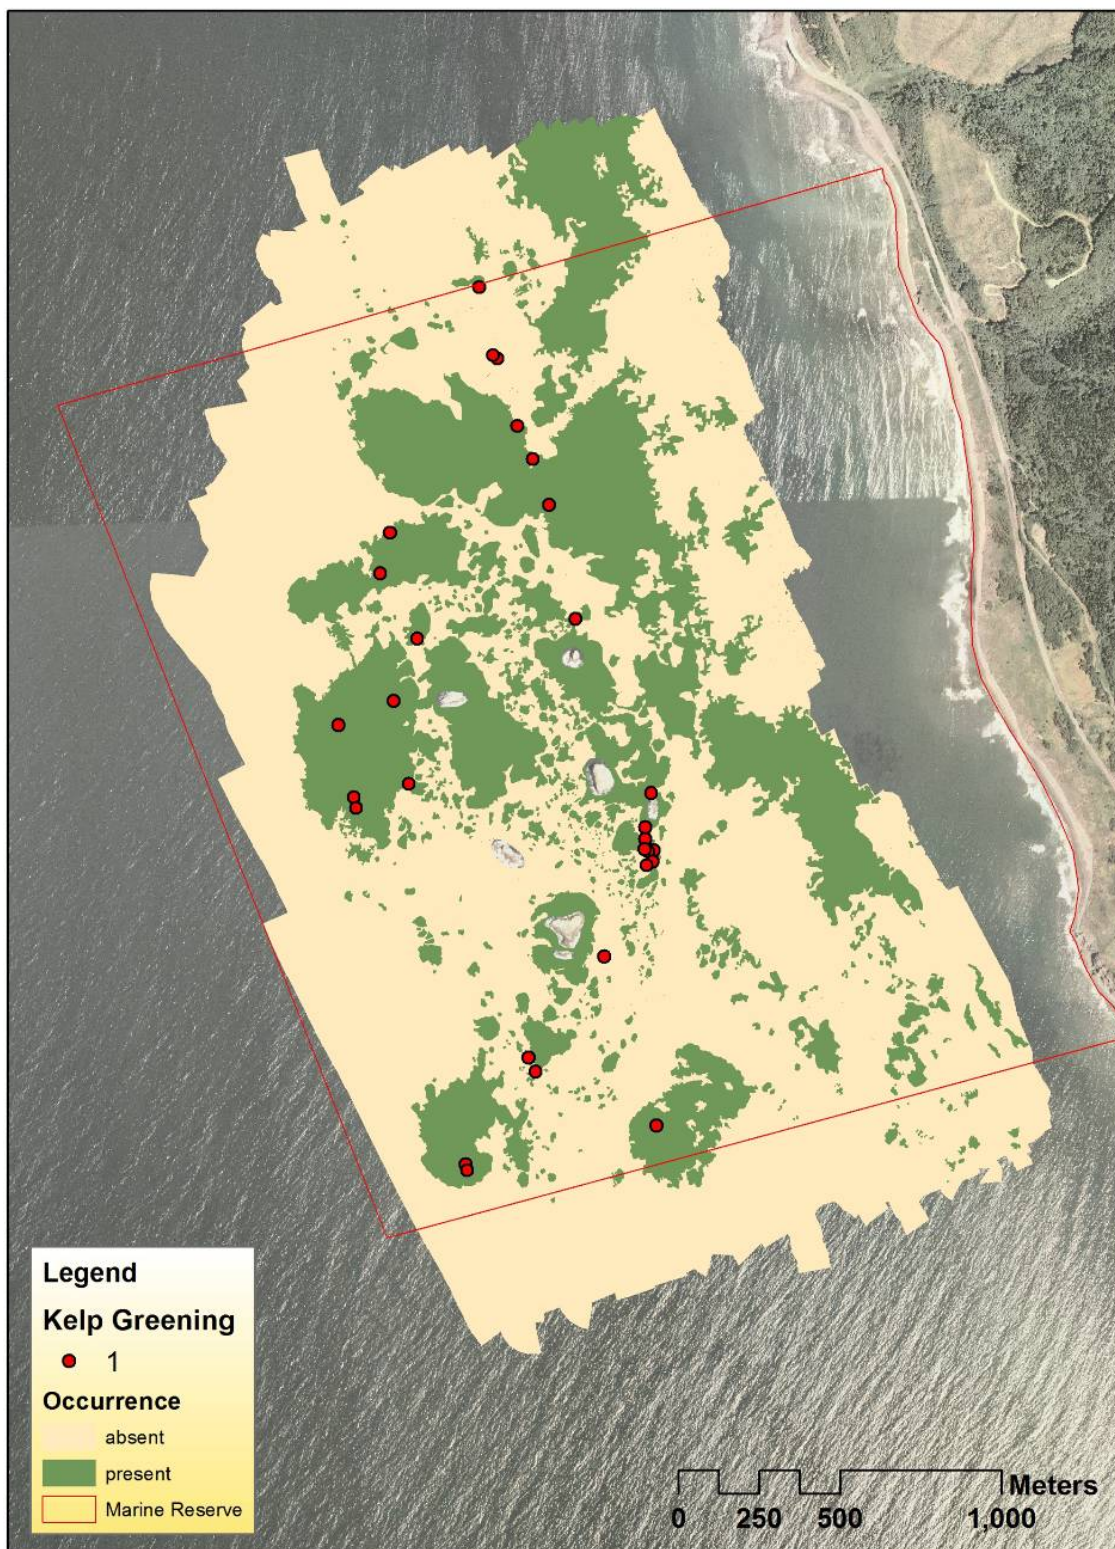 Legend
Kelp Greening
1
Occurrence
absent
present
Marine Reserve
Meters
0 250 500 1,000